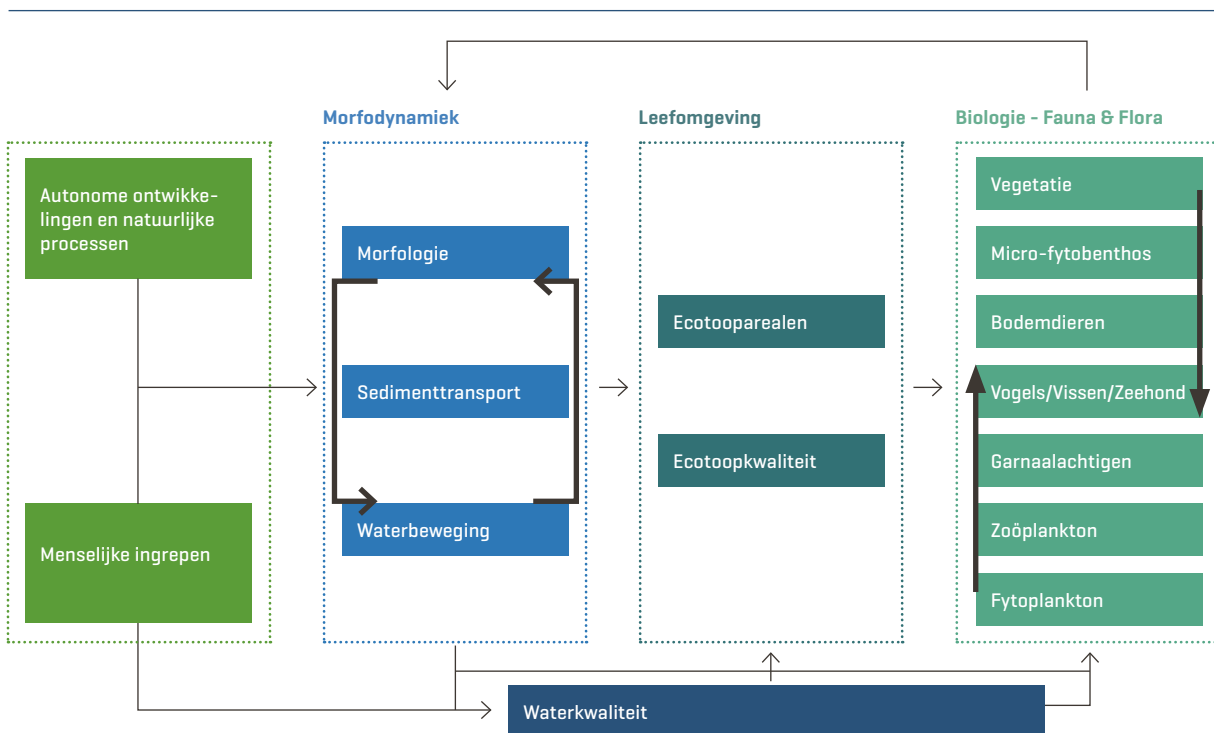 Autonome ontwikke-
lingen en natuurlijke
processen
Menselijke ingrepen
Morfodynamiek
Morfologie
Sedimenttransport
Waterbeweging
Leefomgeving
Ecotooparealen
Ecotoopkwaliteit
Biologie - Fauna & Flora
Vegetatie
Micro-fytobenthos
Bodemdieren
Vogels/Vissen/Zeehond
Garnaalachtigen
Zoöplankton
Fytoplankton
Waterkwaliteit